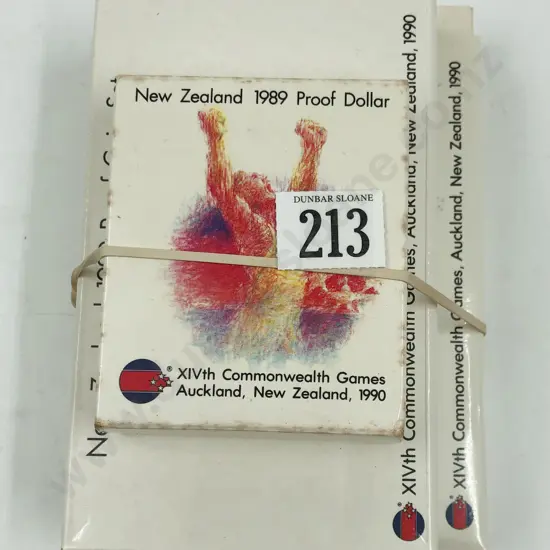 New Zealand 1989 Proof Dollar
DUNBAR SLOANE
213
XIVth Commonwealth Games
Auckland, New Zealand, 1990
XIVth Commonwealth Games, Auckland, New Zealand, 1990
XIVth Commonwealth Games, Auckland, New Zealand, 1990